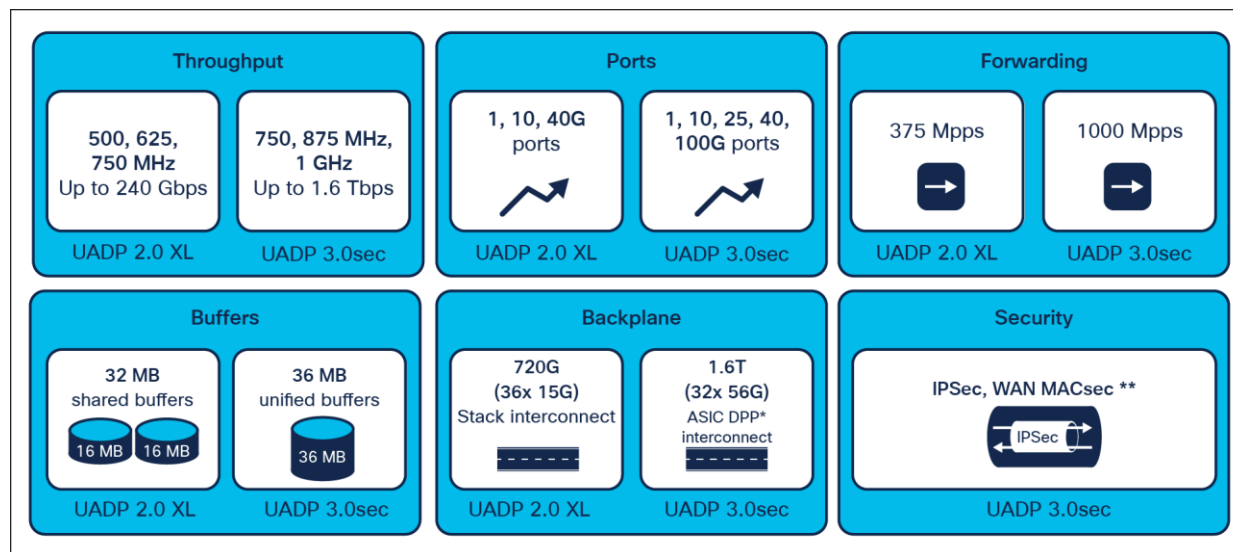 Throughput
500, 625,
750 MHz
Up to 240 Gbps
UADP 2.0 XL
750, 875 MHz,
1 GHz
Up to 1.6 Tbps
UADP 3.0sec
Ports
1, 10, 40G
ports
UADP 2.0 XL
1, 10, 25, 40,
100G ports
UADP 3.0sec
Forwarding
375 Mpps
UADP 2.0 XL
1000 Mpps
UADP 3.0sec
Buffers
32 MB
shared buffers
16 MB
16 MB
UADP 2.0 XL
36 MB
unified buffers
36 MB
UADP 3.0sec
Backplane
720G
(36x 15G)
Stack interconnect
UADP 2.0 XL
1.6T
(32x 56G)
ASIC DPP*
interconnect
UADP 3.0sec
Security
IPSec, WAN MACsec **
IPSec
UADP 3.0sec